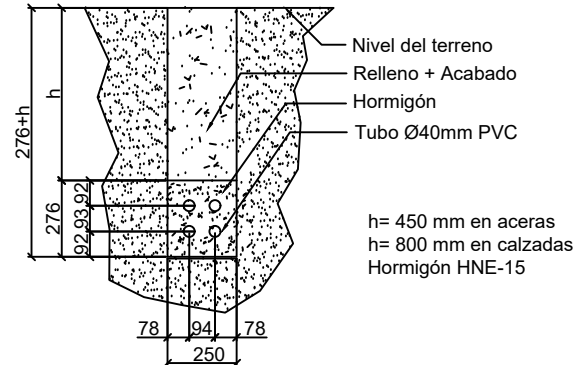 Nivel del terreno
Relleno + Acabado
Hormigón
Tubo Ø40mm PVC
h= 450 mm en aceras
h= 800 mm en calzadas
Hormigón HNE-15
276+h
h
276
92
93
92
78 94 78
250